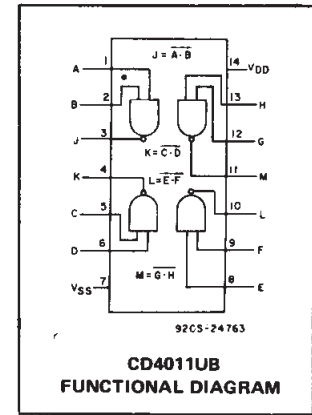 J = A·B
A 1
14 VDD
B 2
13 H
J 3
12 G
K = C·D
11 M
K 4
L = E·F
10 L
C 5
9 F
D 6
8 E
M = G·H
VSS 7
92CS-24763
CD4011UB
FUNCTIONAL DIAGRAM